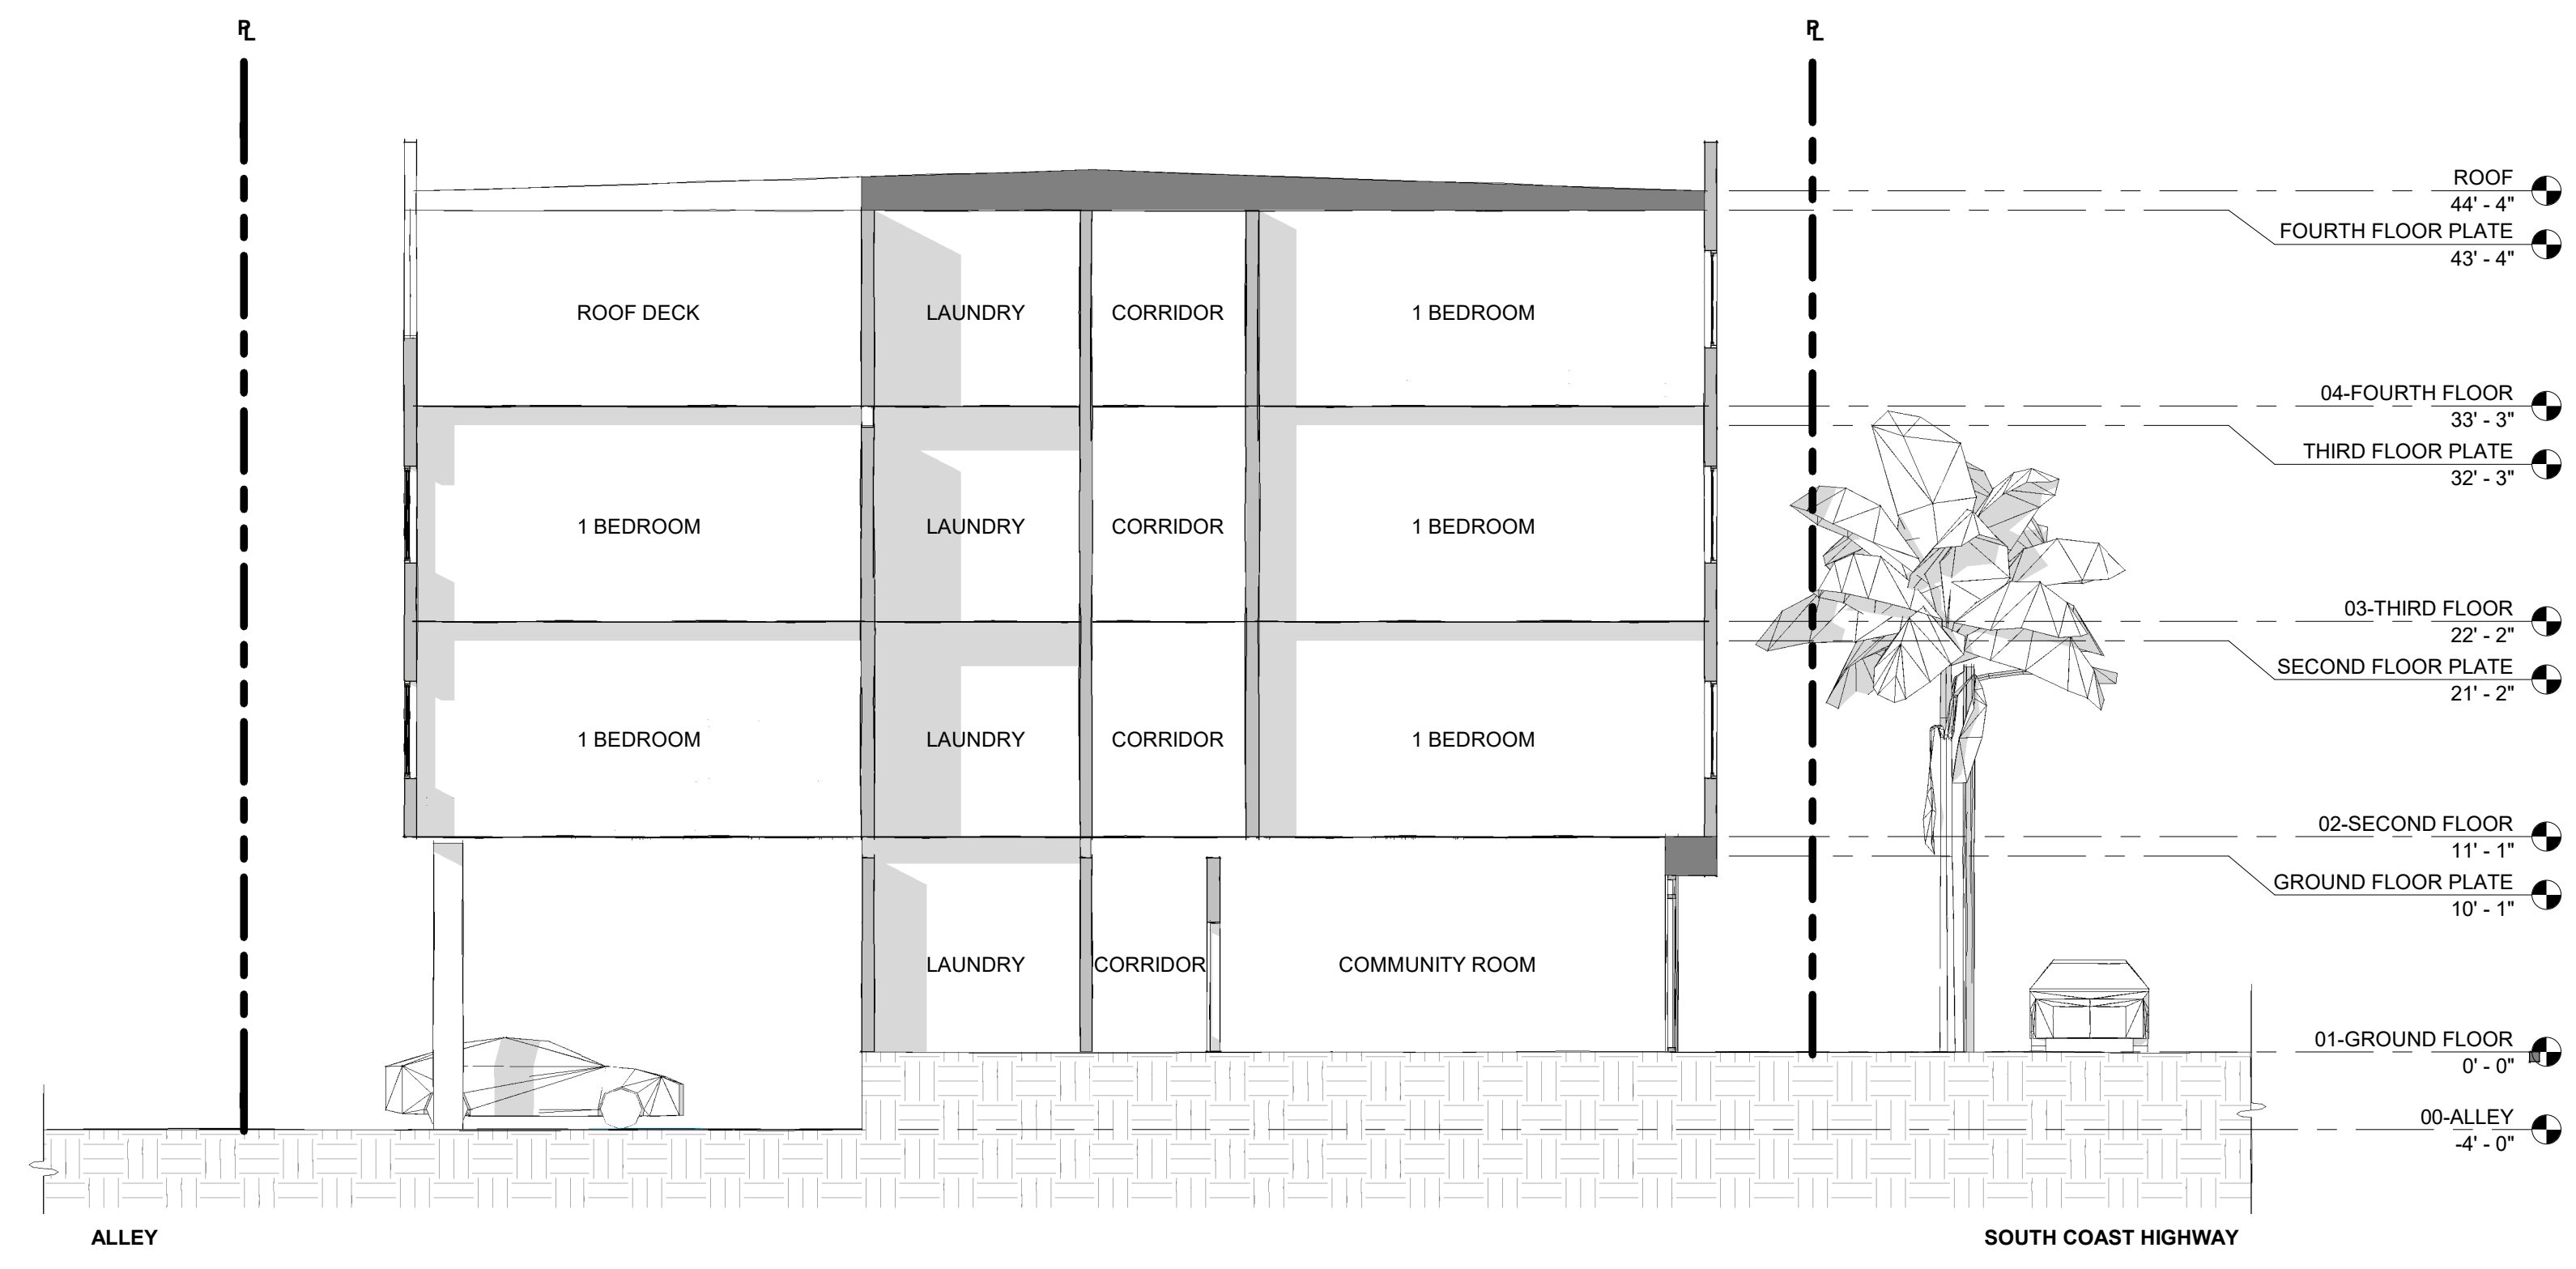 PL PL
ROOF
44' - 4"
FOURTH FLOOR PLATE
43' - 4"
ROOF DECK LAUNDRY CORRIDOR 1 BEDROOM
04-FOURTH FLOOR
33' - 3"
THIRD FLOOR PLATE
32' - 3"
1 BEDROOM LAUNDRY CORRIDOR 1 BEDROOM
03-THIRD FLOOR
22' - 2"
SECOND FLOOR PLATE
21' - 2"
1 BEDROOM LAUNDRY CORRIDOR 1 BEDROOM
02-SECOND FLOOR
11' - 1"
GROUND FLOOR PLATE
10' - 1"
LAUNDRY CORRIDOR COMMUNITY ROOM
01-GROUND FLOOR
0' - 0"
00-ALLEY
-4' - 0"
ALLEY SOUTH COAST HIGHWAY